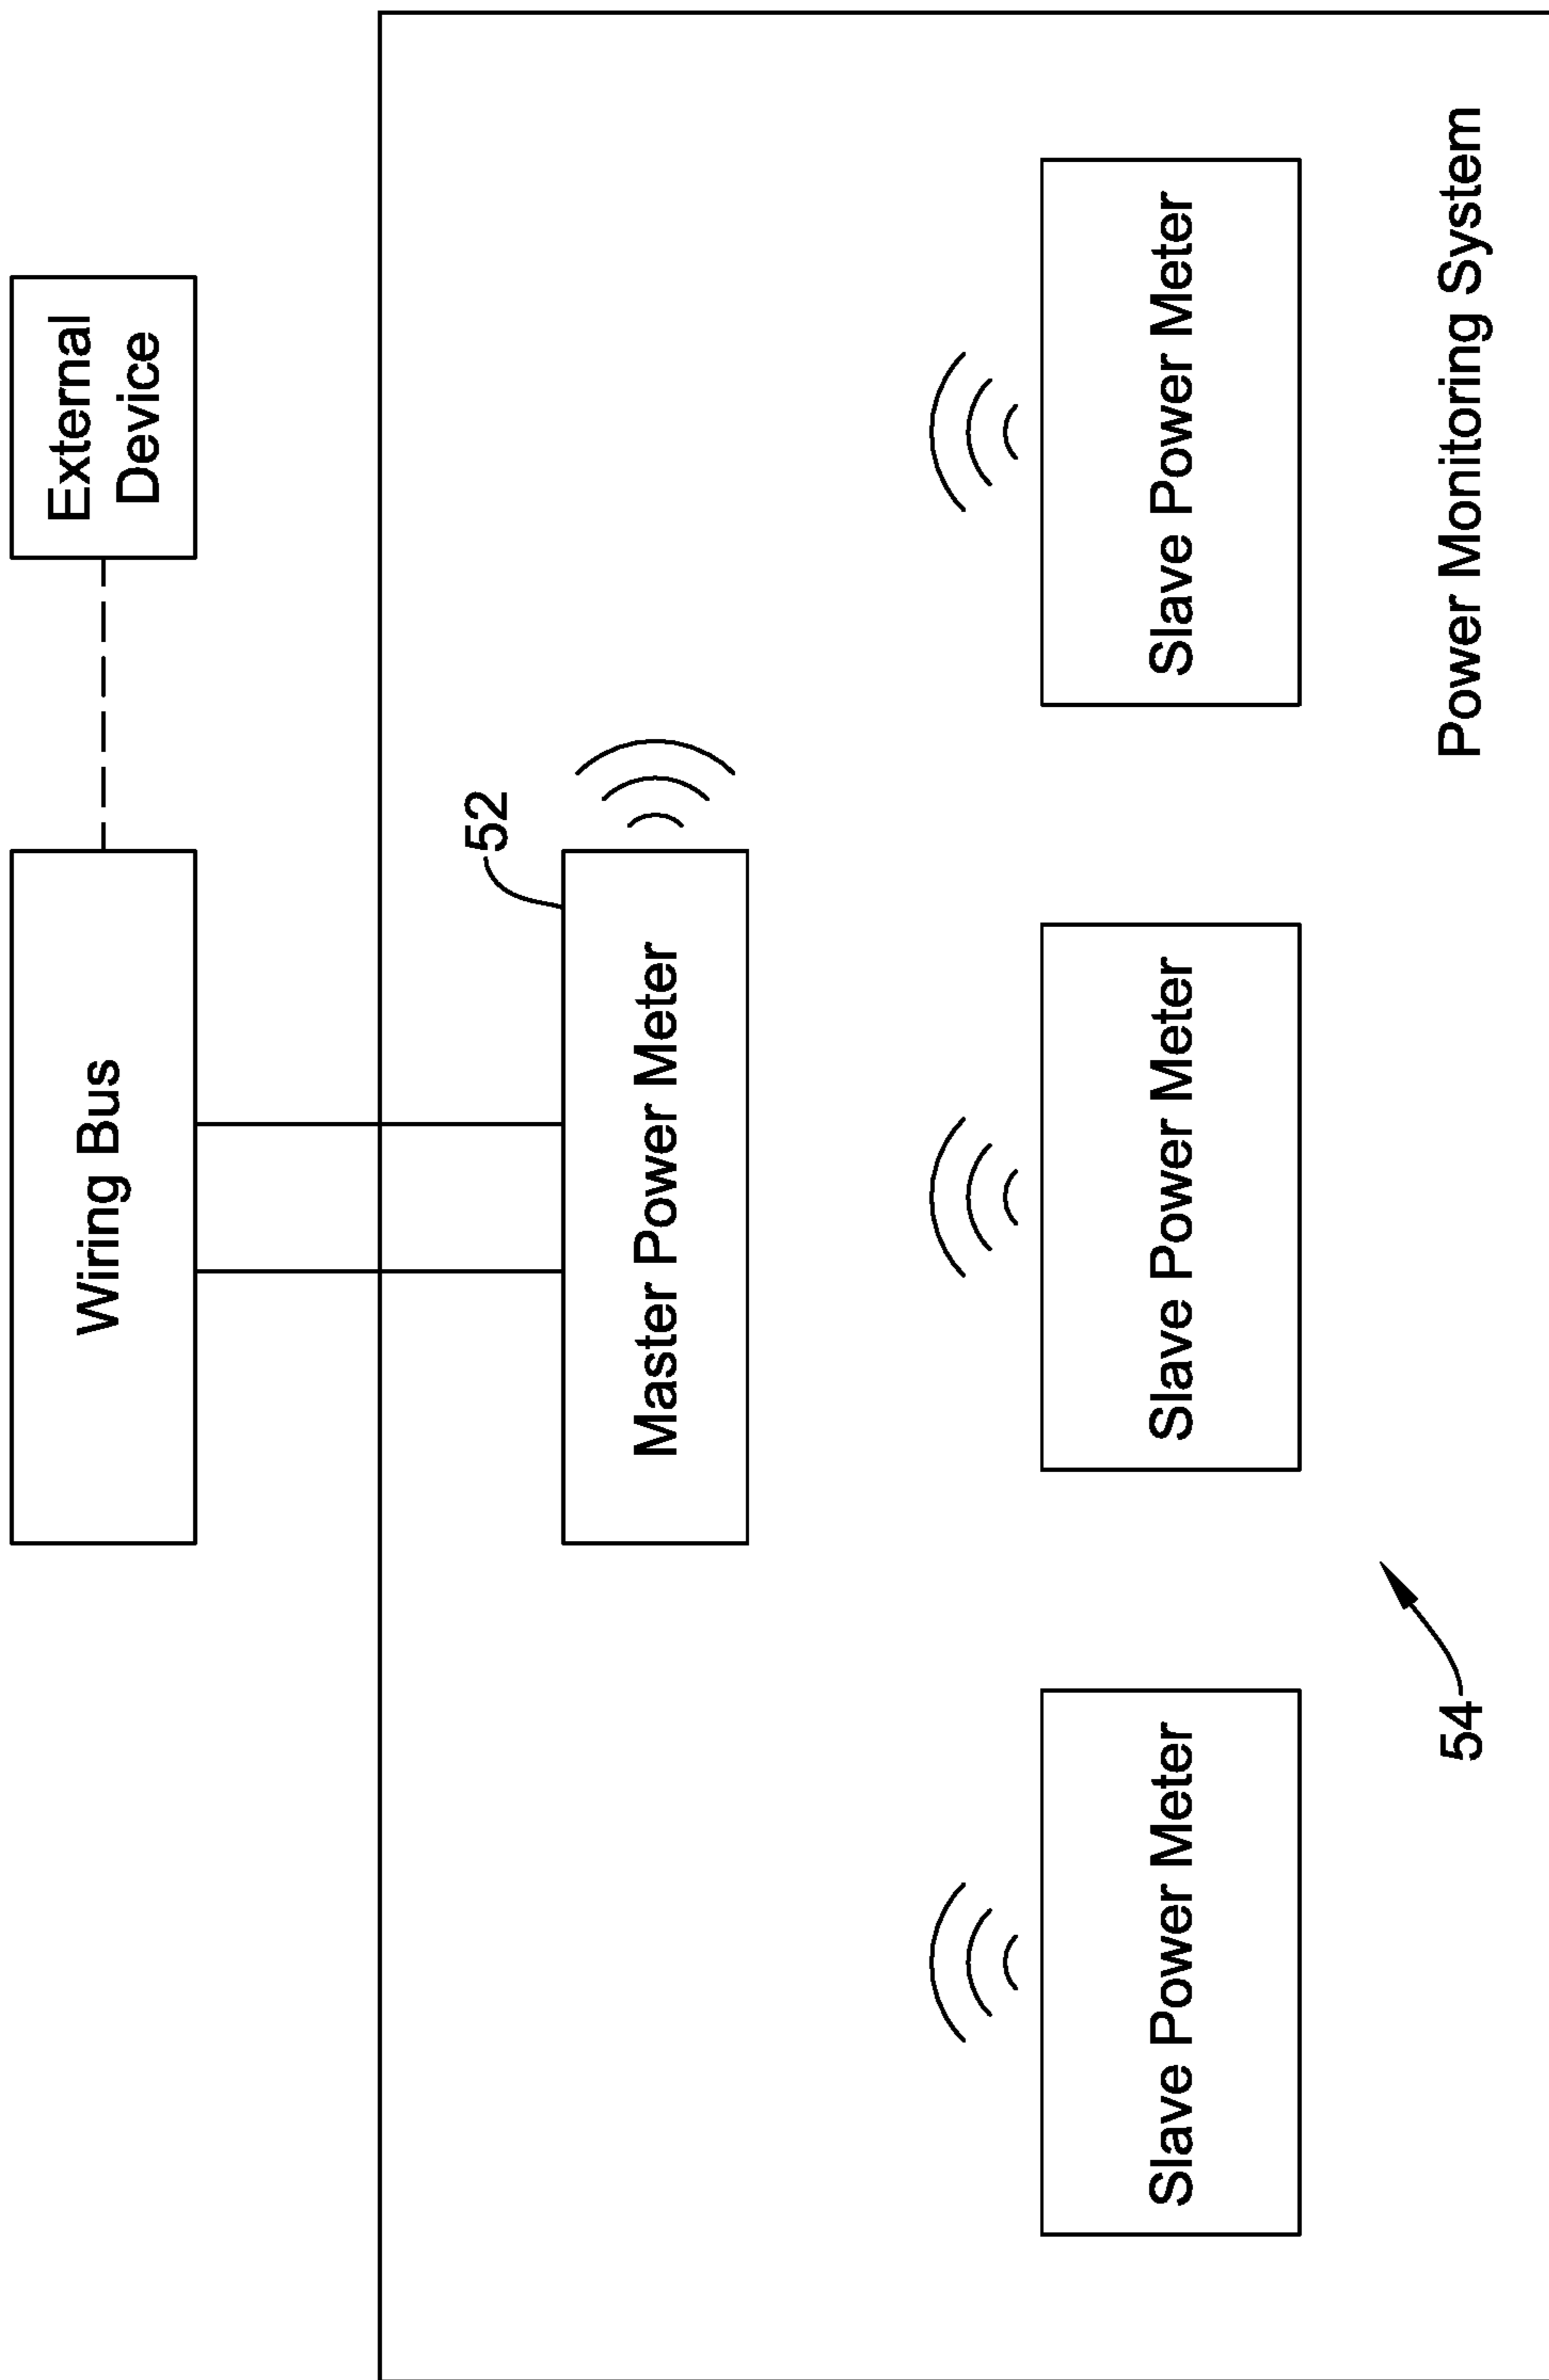 Wiring Bus
External
Device
52
Master Power Meter
Slave Power Meter
Slave Power Meter
Slave Power Meter
54
Power Monitoring System